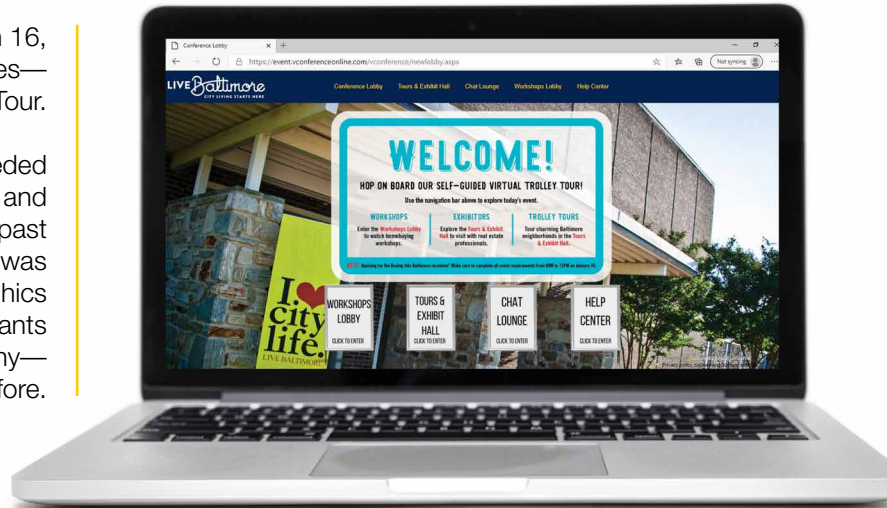 n 16,
es—
Tour.
eded
and
past
was
hics
ants
ny—
fore.
Conference Lobby
https://event.vconferenceonline.com/vconference/newlobby.aspx
Not syncing
LIVE Baltimore
CITY LIVING STARTS HERE
Conference Lobby Tours & Exhibit Hall Chat Lounge Workshops Lobby Help Center
WELCOME!
HOP ON BOARD OUR SELF-GUIDED VIRTUAL TROLLEY TOUR!
Use the navigation bar above to explore today's event.
WORKSHOPS
Enter the Workshops Lobby
to watch homebuying
workshops.
EXHIBITORS
Explore the Tours & Exhibit
Hall to visit with real estate
professionals.
TROLLEY TOURS
Tour charming Baltimore
neighborhoods in the Tours
& Exhibit Hall.
I
city
life.
LIVE BALTIMORE
WORKSHOPS
LOBBY
CLICK TO ENTER
TOURS &
EXHIBIT
HALL
CLICK TO ENTER
CHAT
LOUNGE
CLICK TO ENTER
HELP
CENTER
CLICK TO ENTER